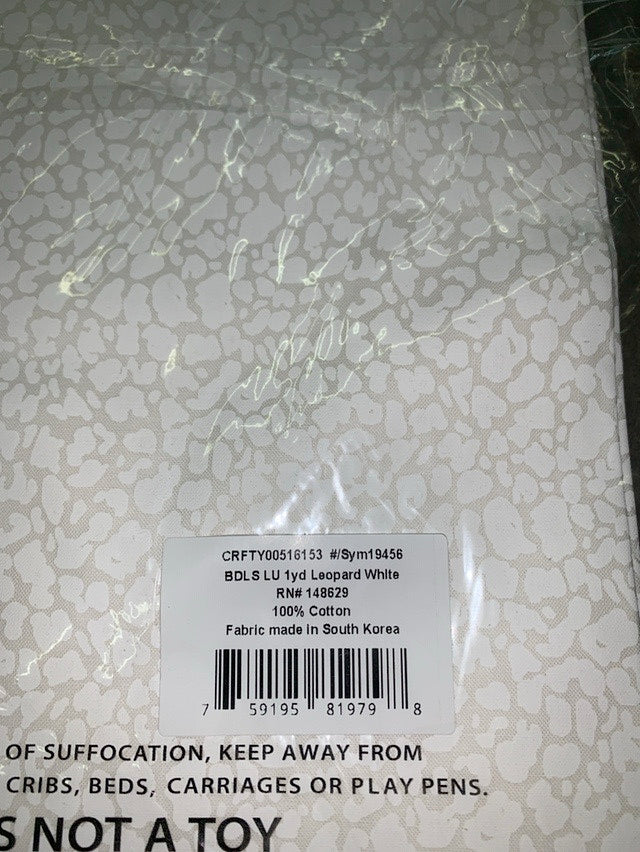 CRFTY00516153 #/Sym19456
BDLS LU 1yd Leopard White
RN# 148629
100% Cotton
Fabric made in South Korea
7 59195 81979 8
OF SUFFOCATION, KEEP AWAY FROM
CRIBS, BEDS, CARRIAGES OR PLAY PENS.
S NOT A TOY